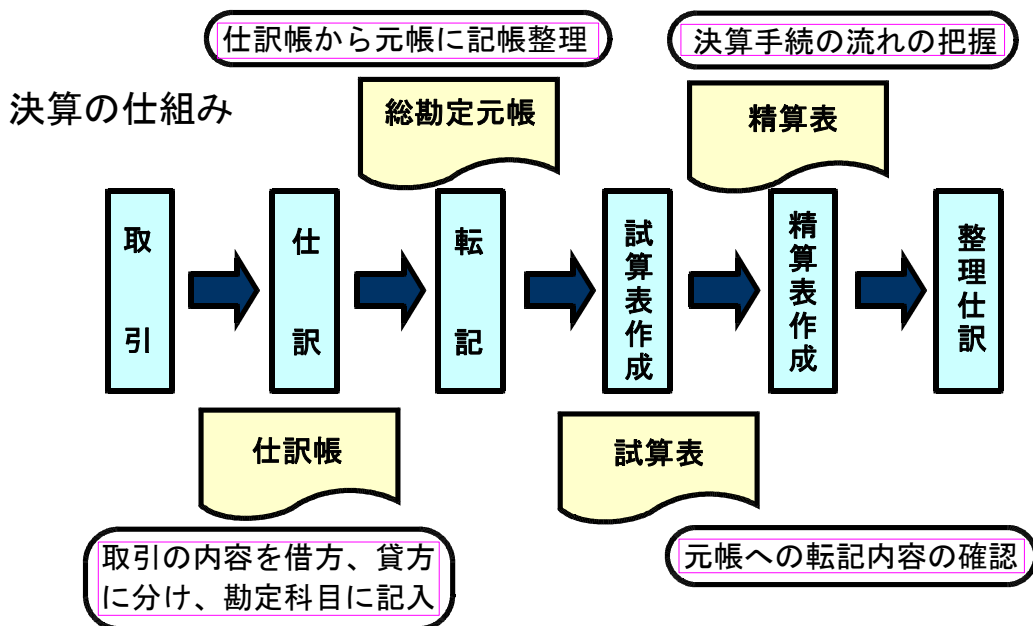 仕訳帳から元帳に記帳整理
決算手続の流れの把握
決算の仕組み
総勘定元帳
精算表
取引
仕訳
転記
試算表作成
精算表作成
整理仕訳
仕訳帳
試算表
取引の内容を借方、貸方
に分け、勘定科目に記入
元帳への転記内容の確認